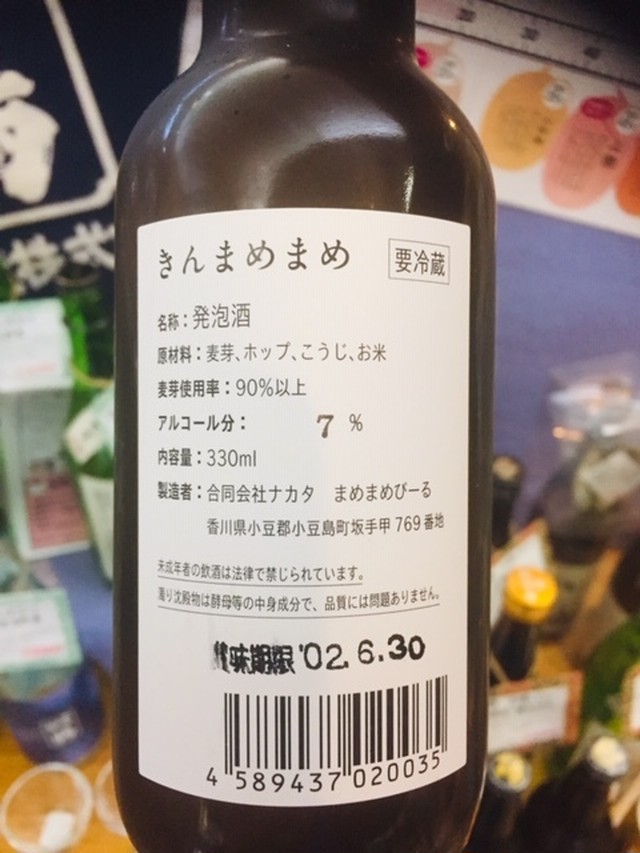 きんまめまめ
要冷蔵
名称：発泡酒
原材料：麦芽、ホップ、こうじ、お米
麦芽使用率：90%以上
アルコール分： 7 %
内容量：330ml
製造者：合同会社ナカタ まめまめびーる
香川県小豆郡小豆島町坂手甲769番地
未成年者の飲酒は法律で禁じられています。
濁り沈殿物は酵母等の中身成分で、品質には問題ありません。
賞味期限 '02.6.30
4 589437 020035